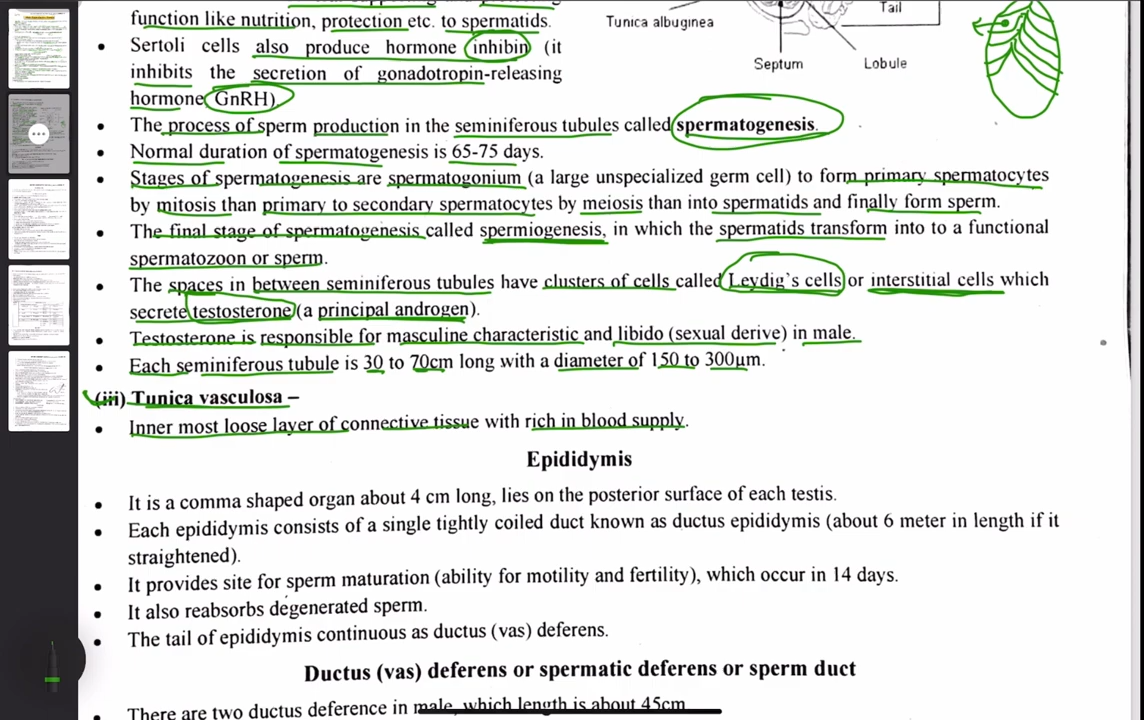 function like nutrition, protection etc. to spermatids.
Tunica albuginea
Tail
Septum
Lobule
• Sertoli cells also produce hormone inhibin (it
inhibits the secretion of gonadotropin-releasing
hormone GnRH)
• The process of sperm production in the seminiferous tubules called spermatogenesis.
• Normal duration of spermatogenesis is 65-75 days.
• Stages of spermatogenesis are spermatogonium (a large unspecialized germ cell) to form primary spermatocytes
by mitosis than primary to secondary spermatocytes by meiosis than into spermatids and finally form sperm.
• The final stage of spermatogenesis called spermiogenesis, in which the spermatids transform into to a functional
spermatozoon or sperm.
• The spaces in between seminiferous tubules have clusters of cells called Leydig's cells or interstitial cells which
secrete testosterone (a principal androgen).
• Testosterone is responsible for masculine characteristic and libido (sexual derive) in male.
• Each seminiferous tubule is 30 to 70cm long with a diameter of 150 to 300µm.
(iii) Tunica vasculosa –
• Inner most loose layer of connective tissue with rich in blood supply.
Epididymis
• It is a comma shaped organ about 4 cm long, lies on the posterior surface of each testis.
• Each epididymis consists of a single tightly coiled duct known as ductus epididymis (about 6 meter in length if it
straightened).
• It provides site for sperm maturation (ability for motility and fertility), which occur in 14 days.
• It also reabsorbs degenerated sperm.
• The tail of epididymis continuous as ductus (vas) deferens.
Ductus (vas) deferens or spermatic deferens or sperm duct
• There are two ductus deference in male, which length is about 45cm